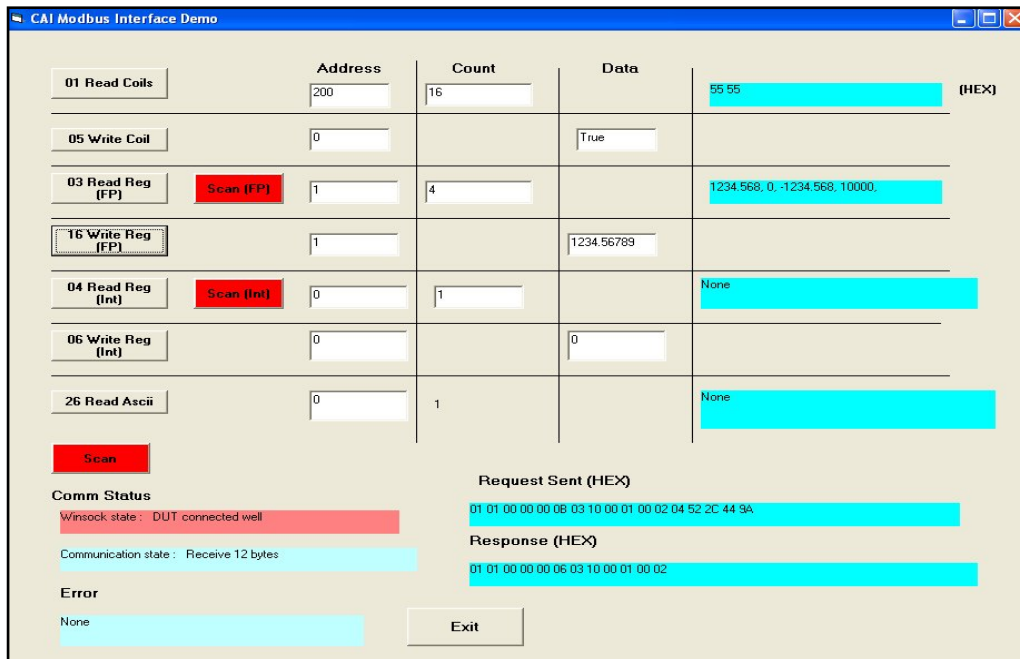 CAI Modbus Interface Demo
Address Count Data
01 Read Coils 200 16 55 55 (HEX)
05 Write Coil 0 True
03 Read Reg (FP) Scan (FP) 1 4 1234.568, 0, -1234.568, 10000,
16 Write Reg (FP) 1 1234.56789
04 Read Reg (Int) Scan (Int) 0 1 None
06 Write Reg (Int) 0 0
26 Read Ascii 0 1 None
Scan
Comm Status
Winsock state : DUT connected well
Communication state : Receive 12 bytes
Error
None
Request Sent (HEX)
01 01 00 00 00 0B 03 10 00 01 00 02 04 52 2C 44 9A
Response (HEX)
01 01 00 00 00 06 03 10 00 01 00 02
Exit